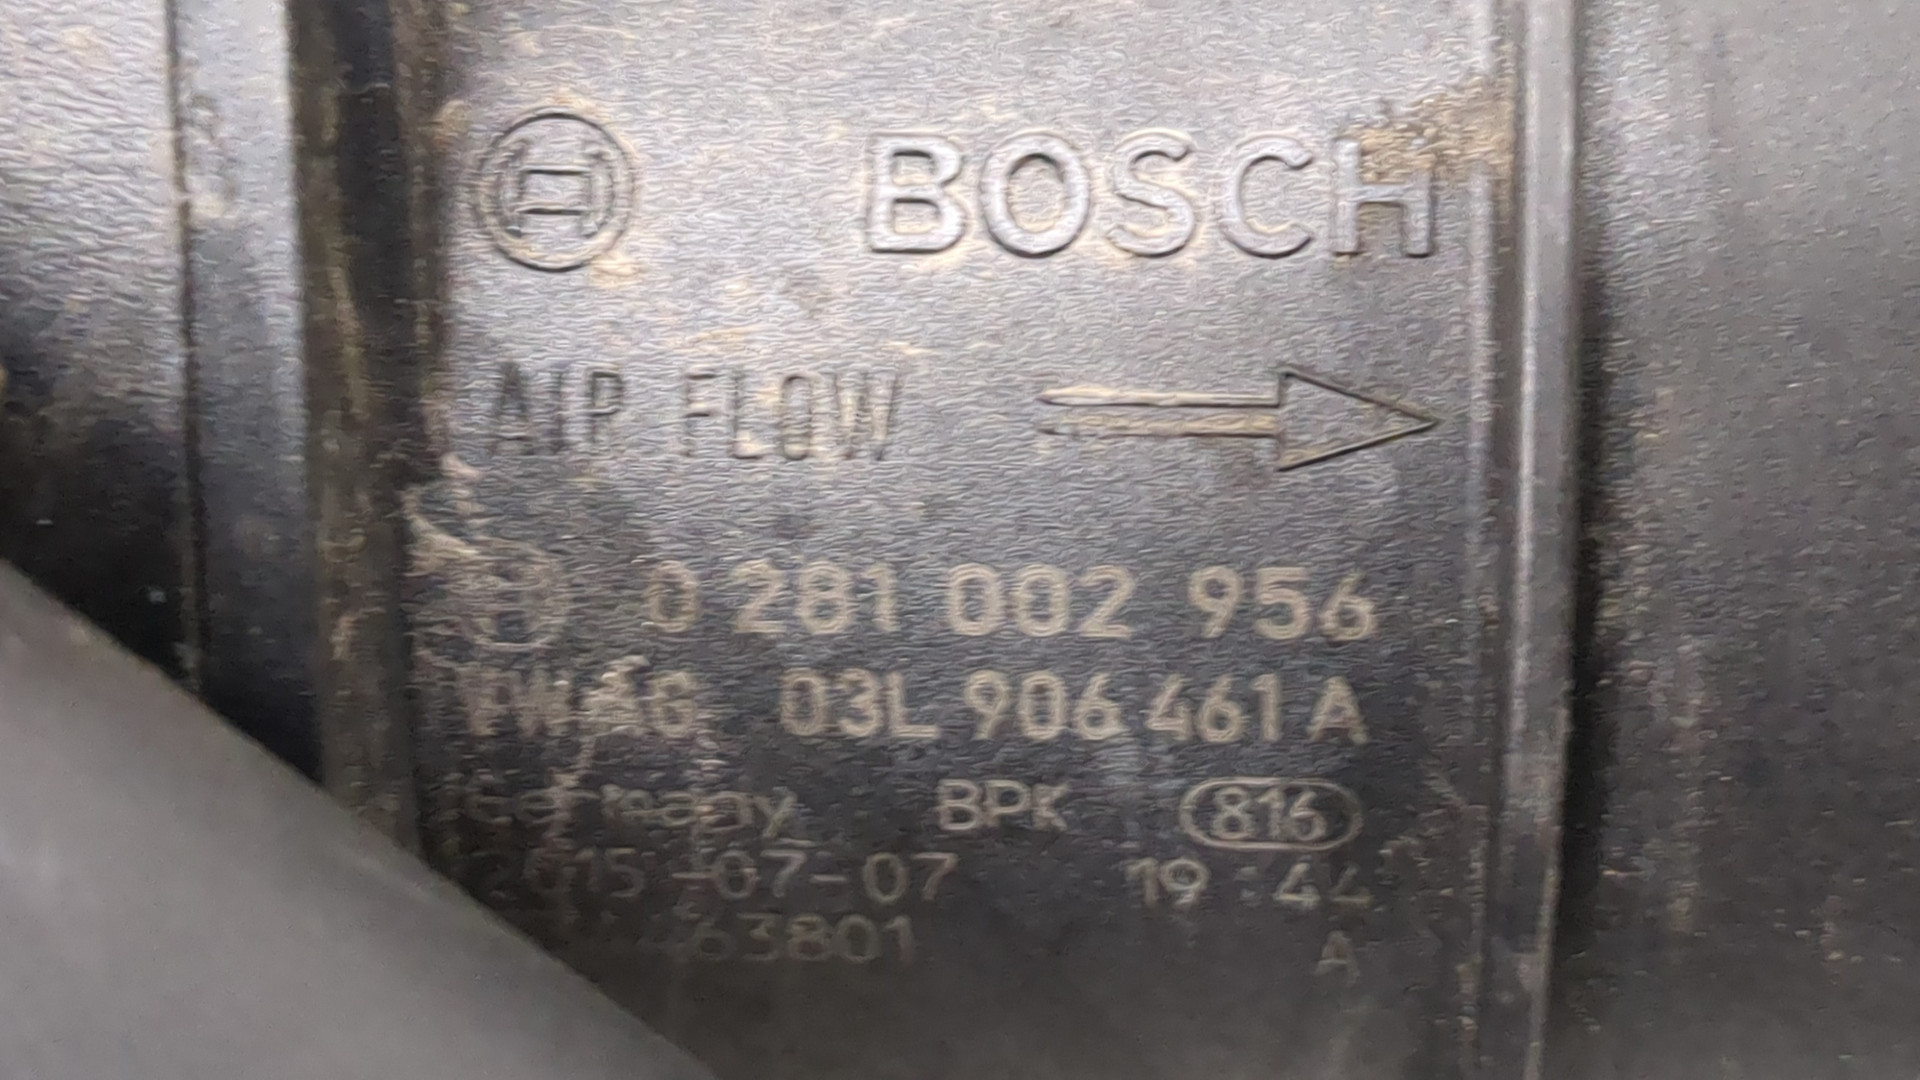 BOSCH
AIR FLOW
0 281 002 956
VWAG 03L 906 461 A
Germany BPK 816
2015-07-07 19:44
63801 A